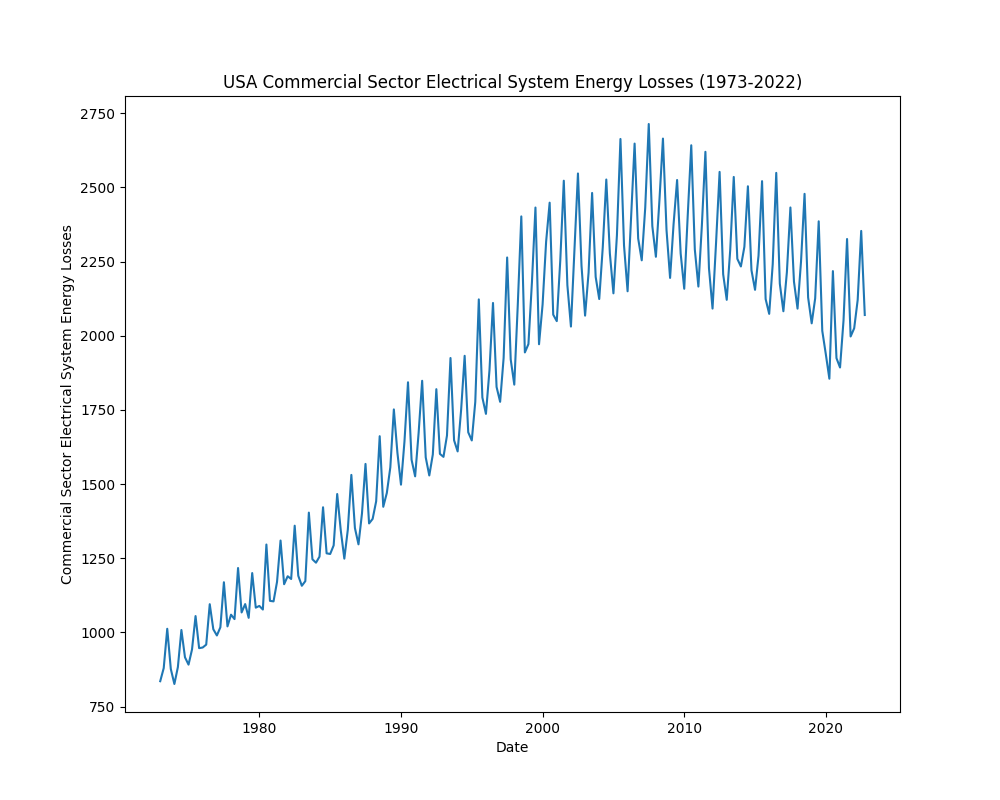 USA Commercial Sector Electrical System Energy Losses (1973-2022)
Commercial Sector Electrical System Energy Losses
2750
2500
2250
2000
1750
1500
1250
1000
750
1980 1990 2000 2010 2020
Date